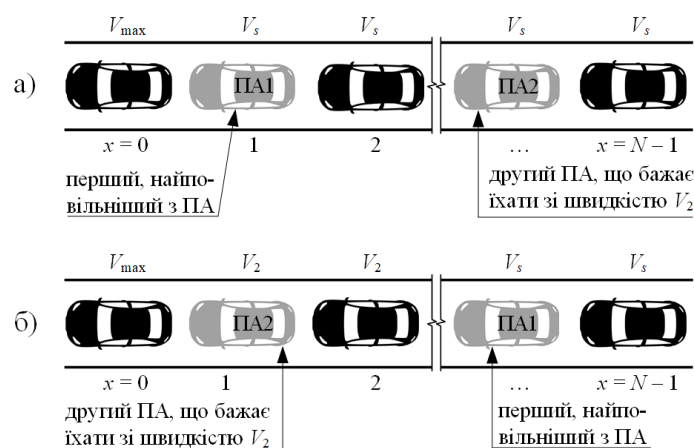 V_max V_s V_s V_s V_s
а) ПА1 ПА2
x = 0 1 2 ... x = N – 1
перший, найпо-
вільніший з ПА
другий ПА, що бажає
їхати зі швидкістю V_2
V_max V_2 V_2 V_s V_s
б) ПА2 ПА1
x = 0 1 2 ... x = N – 1
другий ПА, що бажає
їхати зі швидкістю V_2
перший, найпо-
вільніший з ПА